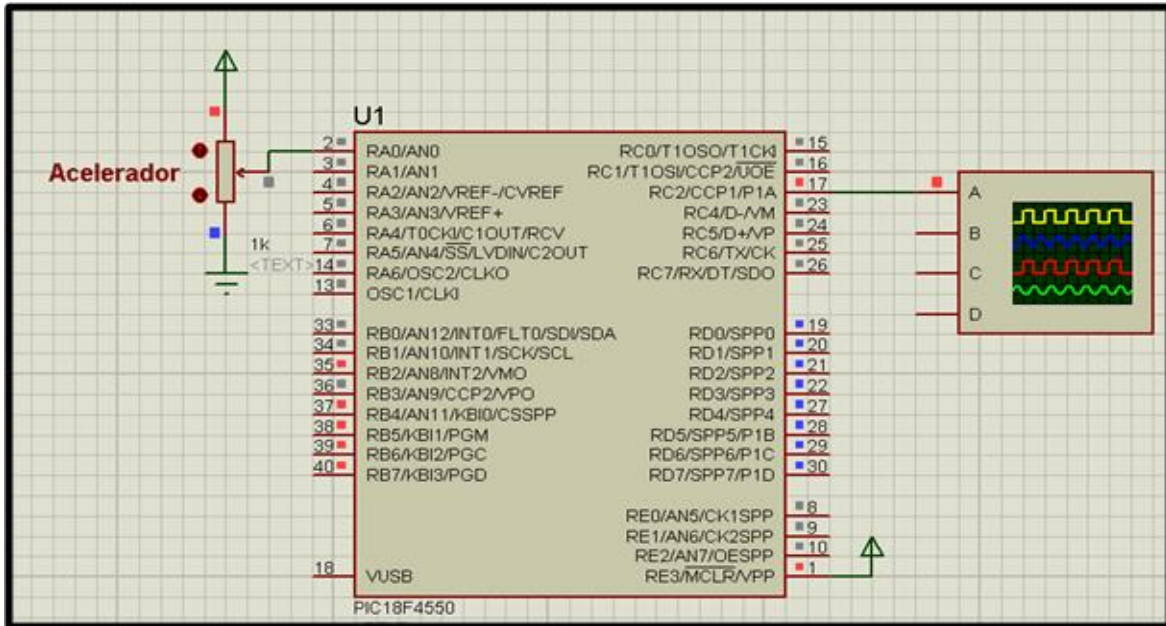 U1
Acelerador
1k
<TEXT>
2 RA0/AN0
3 RA1/AN1
4 RA2/AN2/VREF-/CVREF
5 RA3/AN3/VREF+
6 RA4/T0CKI/C1OUT/RCV
7 RA5/AN4/SS/LVDIN/C2OUT
14 RA6/OSC2/CLKO
13 OSC1/CLKI
33 RB0/AN12/INT0/FLT0/SDI/SDA
34 RB1/AN10/INT1/SCK/SCL
35 RB2/AN8/INT2/VMO
36 RB3/AN9/CCP2/VPO
37 RB4/AN11/KBI0/CSSPP
38 RB5/KBI1/PGM
39 RB6/KBI2/PGC
40 RB7/KBI3/PGD
18 VUSB
RC0/T1OSO/T1CKI 15
RC1/T1OSI/CCP2/UOE 16
RC2/CCP1/P1A 17
RC4/D-/VM 23
RC5/D+/VP 24
RC6/TX/CK 25
RC7/RX/DT/SDO 26
RD0/SPP0 19
RD1/SPP1 20
RD2/SPP2 21
RD3/SPP3 22
RD4/SPP4 27
RD5/SPP5/P1B 28
RD6/SPP6/P1C 29
RD7/SPP7/P1D 30
RE0/AN5/CK1SPP 8
RE1/AN6/CK2SPP 9
RE2/AN7/OESPP 10
RE3/MCLR/VPP 1
PIC18F4550
A
B
C
D